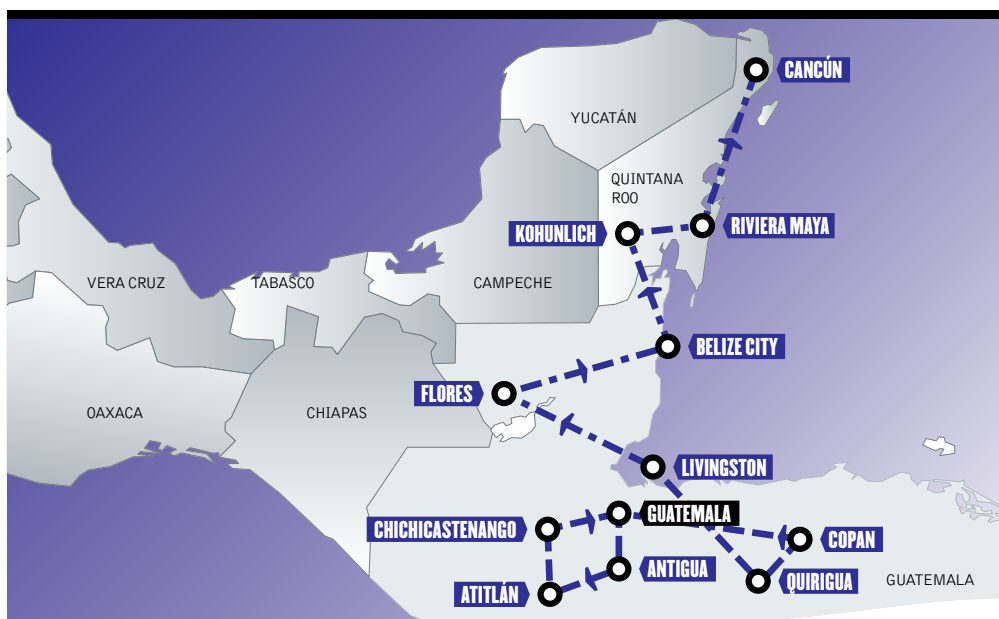 CANCÚN
YUCATÁN
QUINTANA
ROO
KOHUNLICH
RIVIERA MAYA
VERA CRUZ
TABASCO
CAMPECHE
BELIZE CITY
FLORES
OAXACA
CHIAPAS
LIVINGSTON
GUATEMALA
CHICHICASTENANGO
COPAN
ANTIGUA
QUIRIGUA
GUATEMALA
ATITLÁN